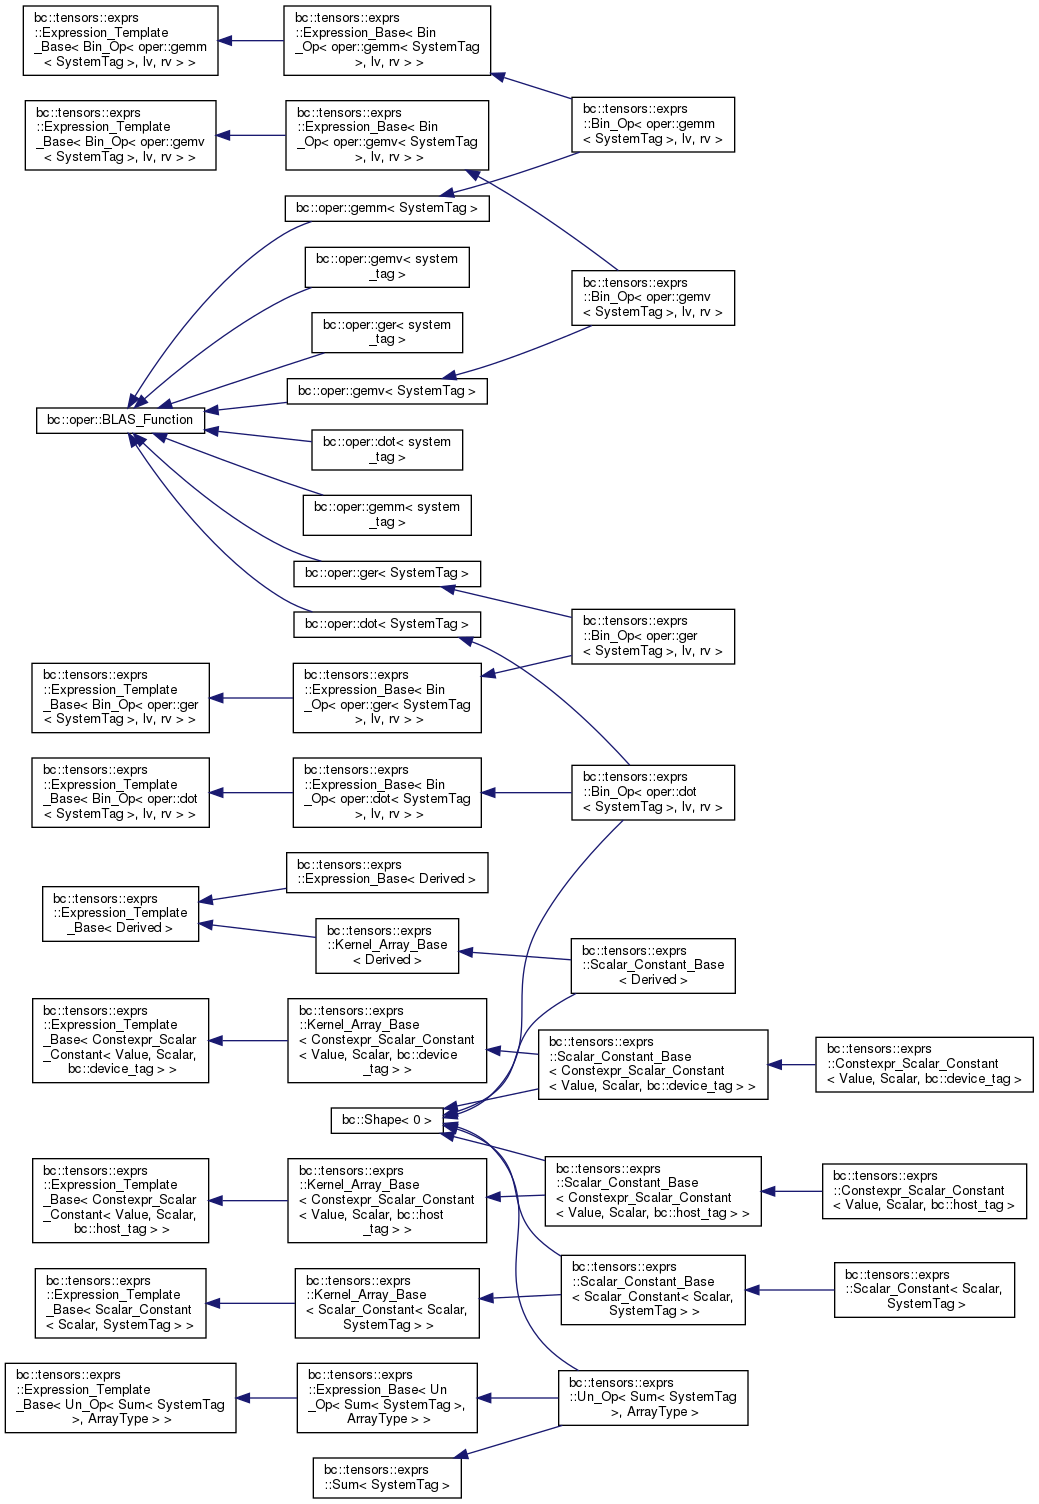 bc::tensors::exprs
::Expression_Template
_Base< Bin_Op< oper::gemm
< SystemTag >, lv, rv > >
bc::tensors::exprs
::Expression_Base< Bin
_Op< oper::gemm< SystemTag
>, lv, rv > >
bc::tensors::exprs
::Bin_Op< oper::gemm
< SystemTag >, lv, rv >
bc::tensors::exprs
::Expression_Template
_Base< Bin_Op< oper::gemv
< SystemTag >, lv, rv > >
bc::tensors::exprs
::Expression_Base< Bin
_Op< oper::gemv< SystemTag
>, lv, rv > >
bc::oper::gemm< SystemTag >
bc::oper::gemv< system
_tag >
bc::tensors::exprs
::Bin_Op< oper::gemv
< SystemTag >, lv, rv >
bc::oper::ger< system
_tag >
bc::oper::gemv< SystemTag >
bc::oper::BLAS_Function
bc::oper::dot< system
_tag >
bc::oper::gemm< system
_tag >
bc::oper::ger< SystemTag >
bc::oper::dot< SystemTag >
bc::tensors::exprs
::Bin_Op< oper::ger
< SystemTag >, lv, rv >
bc::tensors::exprs
::Expression_Template
_Base< Bin_Op< oper::ger
< SystemTag >, lv, rv > >
bc::tensors::exprs
::Expression_Base< Bin
_Op< oper::ger< SystemTag
>, lv, rv > >
bc::tensors::exprs
::Expression_Template
_Base< Bin_Op< oper::dot
< SystemTag >, lv, rv > >
bc::tensors::exprs
::Expression_Base< Bin
_Op< oper::dot< SystemTag
>, lv, rv > >
bc::tensors::exprs
::Bin_Op< oper::dot
< SystemTag >, lv, rv >
bc::tensors::exprs
::Expression_Base< Derived >
bc::tensors::exprs
::Expression_Template
_Base< Derived >
bc::tensors::exprs
::Kernel_Array_Base
< Derived >
bc::tensors::exprs
::Scalar_Constant_Base
< Derived >
bc::tensors::exprs
::Expression_Template
_Base< Constexpr_Scalar
_Constant< Value, Scalar,
bc::device_tag > >
bc::tensors::exprs
::Kernel_Array_Base
< Constexpr_Scalar_Constant
< Value, Scalar, bc::device
_tag > >
bc::tensors::exprs
::Scalar_Constant_Base
< Constexpr_Scalar_Constant
< Value, Scalar, bc::device_tag > >
bc::tensors::exprs
::Constexpr_Scalar_Constant
< Value, Scalar, bc::device_tag >
bc::Shape< 0 >
bc::tensors::exprs
::Expression_Template
_Base< Constexpr_Scalar
_Constant< Value, Scalar,
bc::host_tag > >
bc::tensors::exprs
::Kernel_Array_Base
< Constexpr_Scalar_Constant
< Value, Scalar, bc::host
_tag > >
bc::tensors::exprs
::Scalar_Constant_Base
< Constexpr_Scalar_Constant
< Value, Scalar, bc::host_tag > >
bc::tensors::exprs
::Constexpr_Scalar_Constant
< Value, Scalar, bc::host_tag >
bc::tensors::exprs
::Expression_Template
_Base< Scalar_Constant
< Scalar, SystemTag > >
bc::tensors::exprs
::Kernel_Array_Base
< Scalar_Constant< Scalar,
SystemTag > >
bc::tensors::exprs
::Scalar_Constant_Base
< Scalar_Constant< Scalar,
SystemTag > >
bc::tensors::exprs
::Scalar_Constant< Scalar,
SystemTag >
bc::tensors::exprs
::Expression_Template
_Base< Un_Op< Sum< SystemTag
>, ArrayType > >
bc::tensors::exprs
::Expression_Base< Un
_Op< Sum< SystemTag >,
ArrayType > >
bc::tensors::exprs
::Un_Op< Sum< SystemTag
>, ArrayType >
bc::tensors::exprs
::Sum< SystemTag >